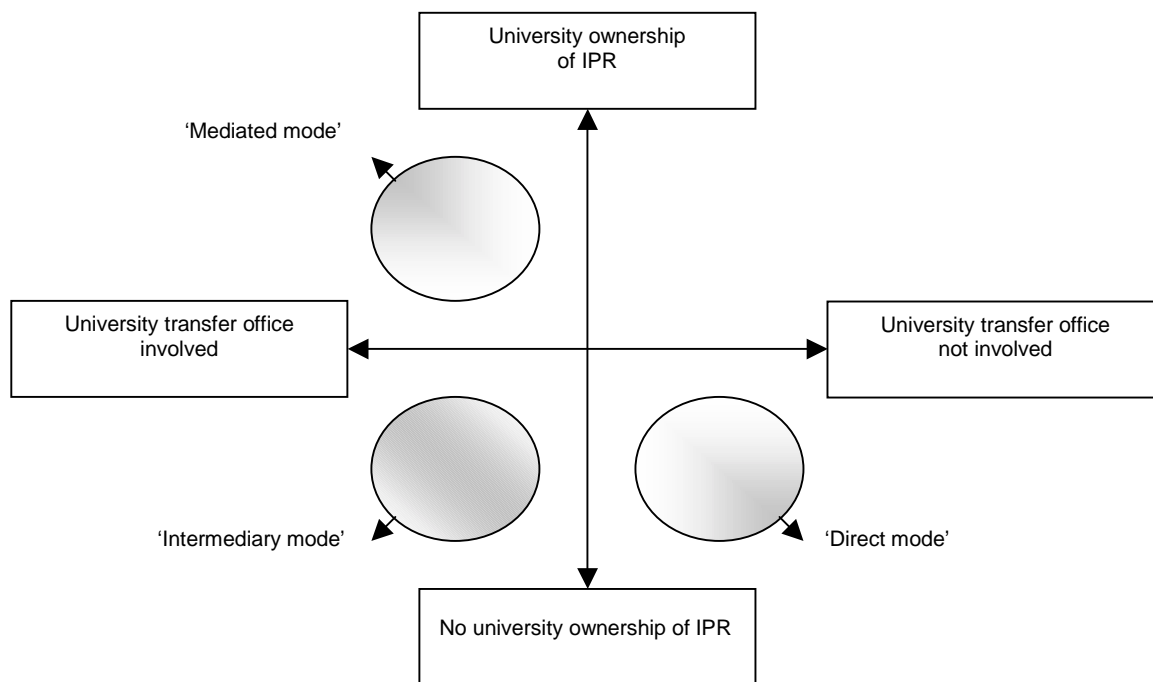 University ownership
of IPR
‘Mediated mode’
University transfer office
involved
University transfer office
not involved
‘Intermediary mode’
‘Direct mode’
No university ownership of IPR